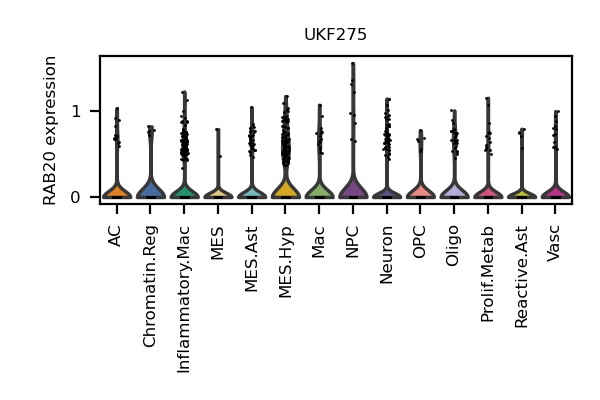 UKF275
RAB20 expression
1
0
AC
Chromatin.Reg
Inflammatory.Mac
MES
MES.Ast
MES.Hyp
Mac
NPC
Neuron
OPC
Oligo
Prolif.Metab
Reactive.Ast
Vasc